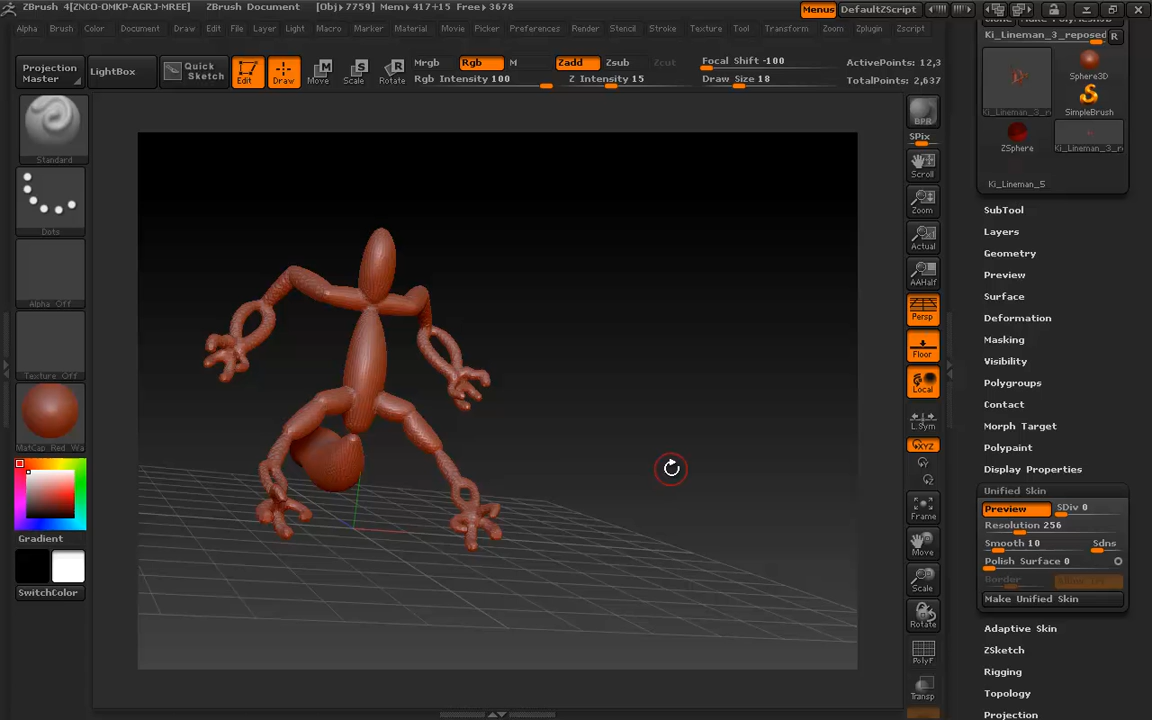 ZBrush 4[ZNCO-OMKP-AGRJ-MREE] ZBrush Document [Obj]7759] Mem▸417+15 Free▸3678
Menus DefaultZScript
Alpha Brush Color Document Draw Edit File Layer Light Macro Marker Material Movie Picker Preferences Render Stencil Stroke Texture Tool Transform Zoom Zplugin Zscript
Projection Master
LightBox
Quick Sketch
Edit
Draw
Move
Scale
Rotate
Mrgb Rgb M
Rgb Intensity 100
Zadd Zsub Zcut
Z Intensity 15
Focal Shift -100
Draw Size 18
ActivePoints: 12,3
TotalPoints: 2,637
Standard
Dots
Alpha Off
Texture Off
MatCap Red Wa
Gradient
SwitchColor
BPR
SPix
Scroll
Zoom
Actual
AAHalf
Persp
Floor
Local
L.Sym
XYZ
Frame
Move
Scale
Rotate
PolyF
Transp
Ki_Lineman_3_reposed
R
Sphere3D
Ki_Lineman_3_r
SimpleBrush
ZSphere
Ki_Lineman_3_r
Ki_Lineman_5
SubTool
Layers
Geometry
Preview
Surface
Deformation
Masking
Visibility
Polygroups
Contact
Morph Target
Polypaint
Display Properties
Unified Skin
Preview SDiv 0
Resolution 256
Smooth 10 Sdns
Polish Surface 0
Border
Make Unified Skin
Adaptive Skin
ZSketch
Rigging
Topology
Projection